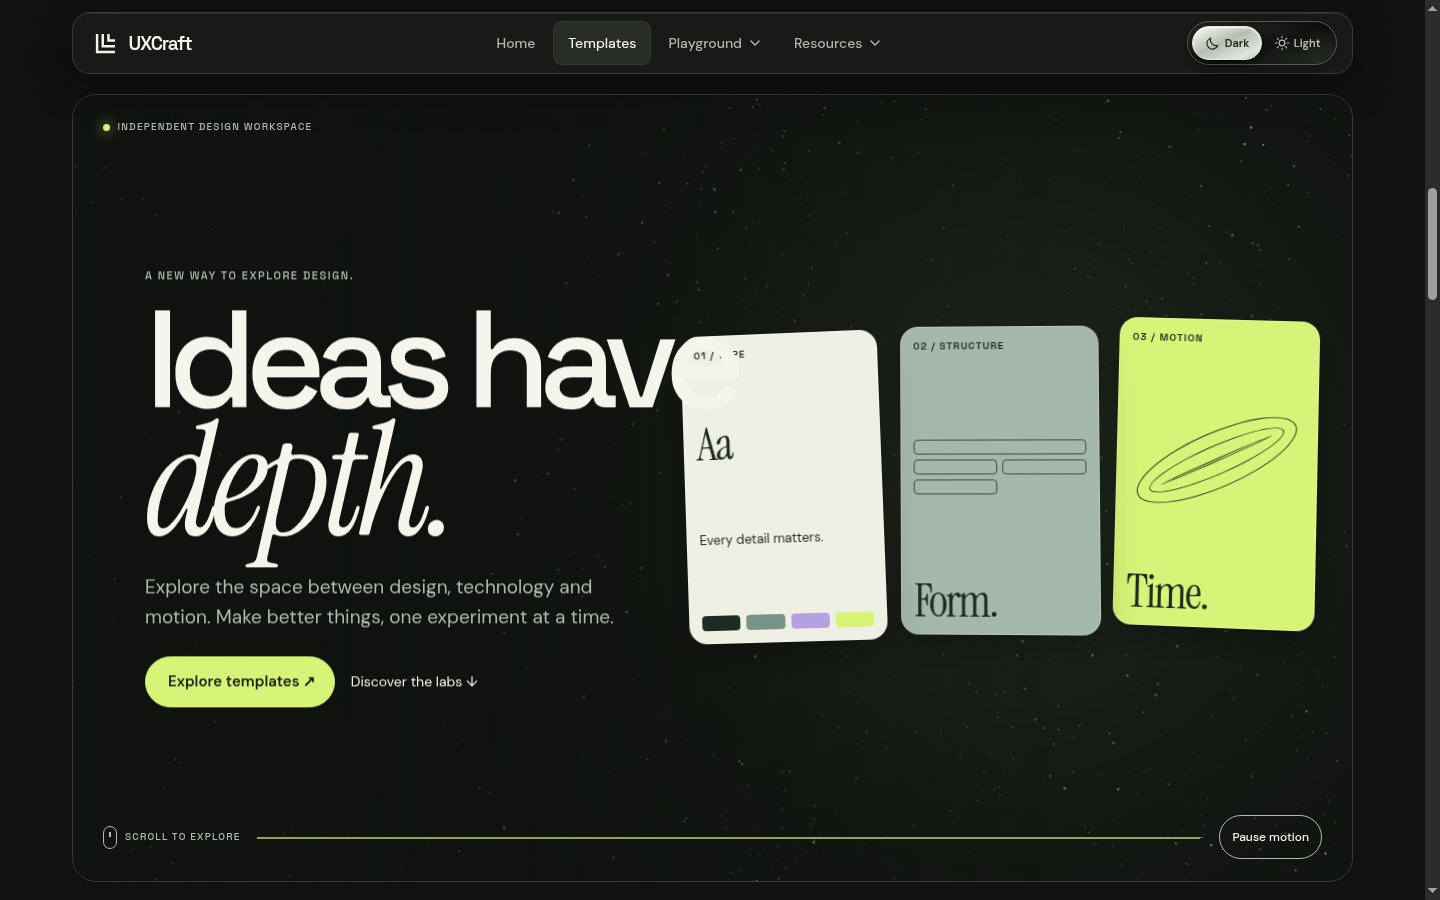 UXCraft
Home
Templates
Playground
Resources
Dark
Light
INDEPENDENT DESIGN WORKSPACE
A NEW WAY TO EXPLORE DESIGN.
Ideas have
depth.
Explore the space between design, technology and
motion. Make better things, one experiment at a time.
Explore templates ↗
Discover the labs ↓
01 /
Aa
Every detail matters.
02 / STRUCTURE
Form.
03 / MOTION
Time.
SCROLL TO EXPLORE
Pause motion